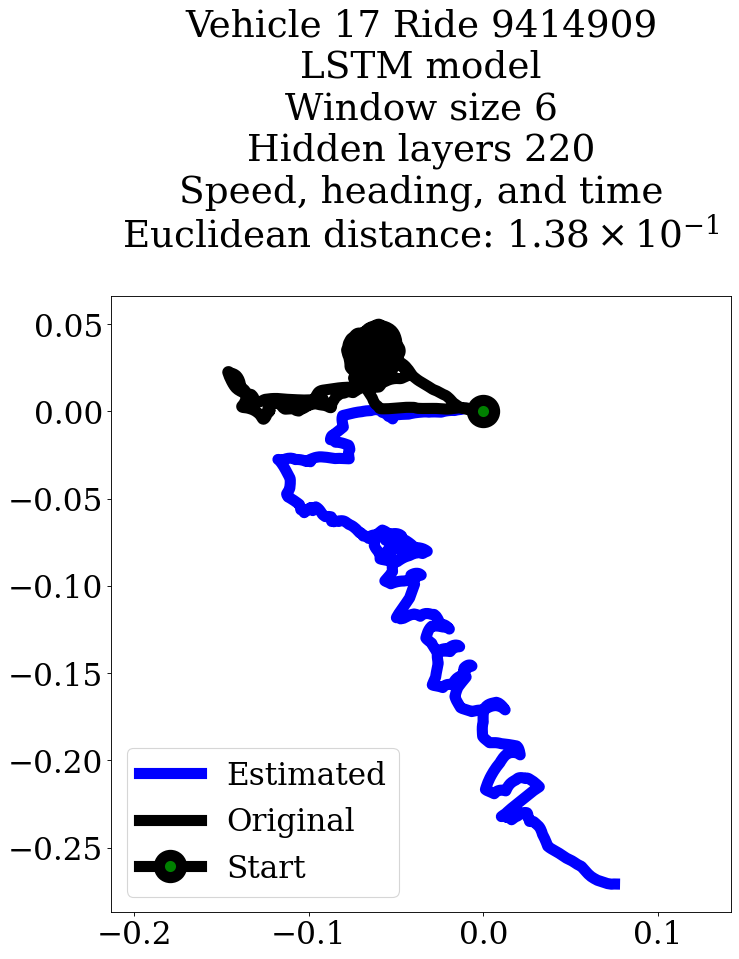 Vehicle 17 Ride 9414909
LSTM model
Window size 6
Hidden layers 220
Speed, heading, and time
Euclidean distance: 1.38 × 10⁻¹
0.05
0.00
−0.05
−0.10
−0.15
−0.20
−0.25
Estimated
Original
Start
−0.2 −0.1 0.0 0.1